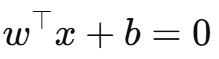 w⊤x + b = 0